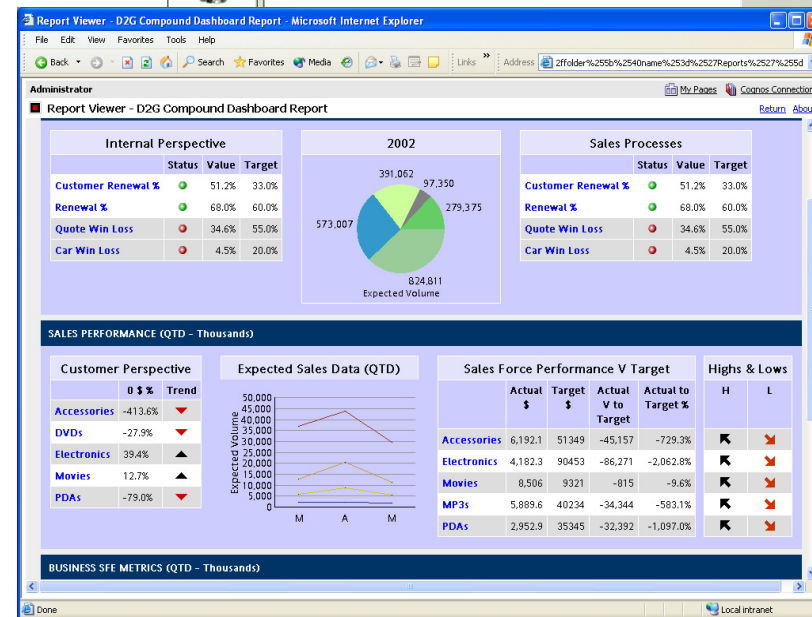 Report Viewer - D2G Compound Dashboard Report - Microsoft Internet Explorer
File Edit View Favorites Tools Help
Back Search Favorites Media Links » Address 2ffolder%255b%2540name%253d%2527Reports%2527%255d
Administrator My Pages Cognos Connection
Report Viewer - D2G Compound Dashboard Report Return
Internal Perspective
Status Value Target
Customer Renewal % 51.2% 33.0%
Renewal % 68.0% 60.0%
Quote Win Loss 34.6% 55.0%
Car Win Loss 4.5% 20.0%
2002
391,062
97,350
279,375
573,007
824,811
Expected Volume
Sales Processes
Status Value Target
Customer Renewal % 51.2% 33.0%
Renewal % 68.0% 60.0%
Quote Win Loss 34.6% 55.0%
Car Win Loss 4.5% 20.0%
SALES PERFORMANCE (QTD - Thousands)
Customer Perspective
0 $ % Trend
Accessories -413.6%
DVDs -27.9%
Electronics 39.4%
Movies 12.7%
PDAs -79.0%
Expected Sales Data (QTD)
Expected Volume
50,000
45,000
40,000
35,000
30,000
25,000
20,000
15,000
10,000
5,000
0
M A M
Sales Force Performance V Target
Actual $ Target $ Actual V to Target Actual to Target %
Accessories 6,192.1 51349 -45,157 -729.3%
Electronics 4,182.3 90453 -86,271 -2,062.8%
Movies 8,506 9321 -815 -9.6%
MP3s 5,889.6 40234 -34,344 -583.1%
PDAs 2,952.9 35345 -32,392 -1,097.0%
Highs & Lows
H L
BUSINESS SFE METRICS (QTD - Thousands)
Done Local intranet